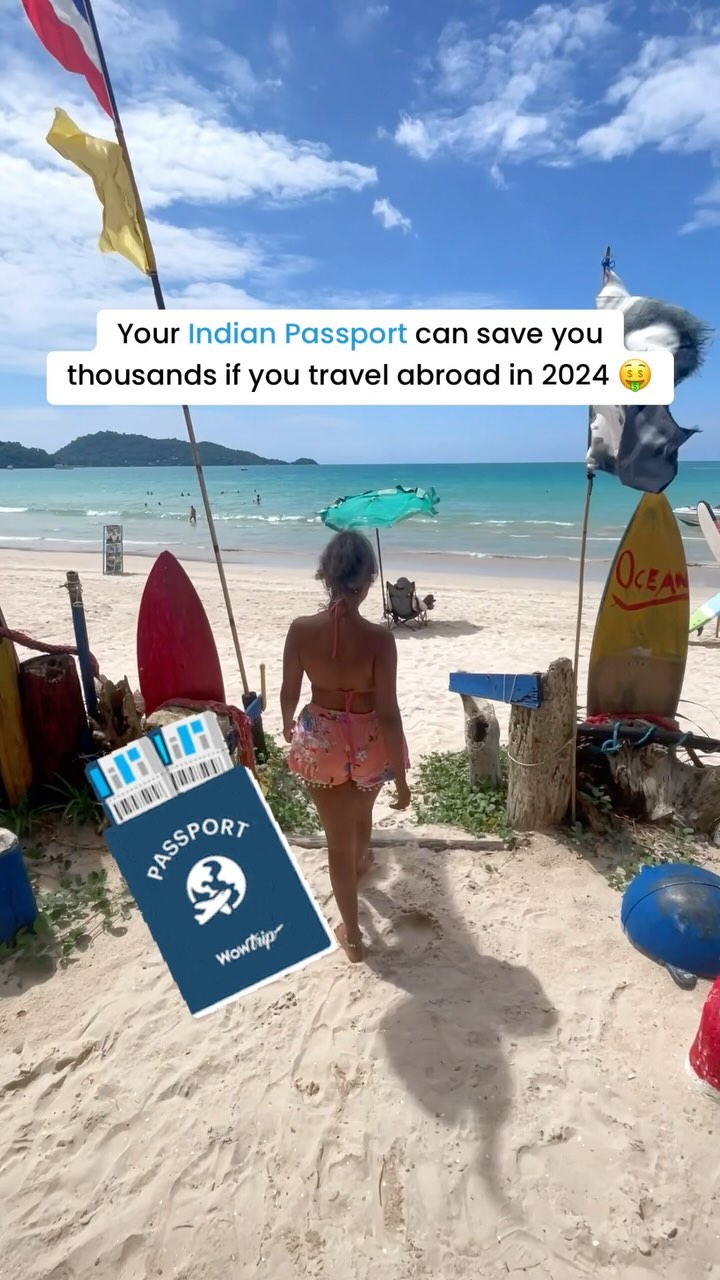 Your Indian Passport can save you
thousands if you travel abroad in 2024 🤑
OCEAN
PASSPORT
WowTrip